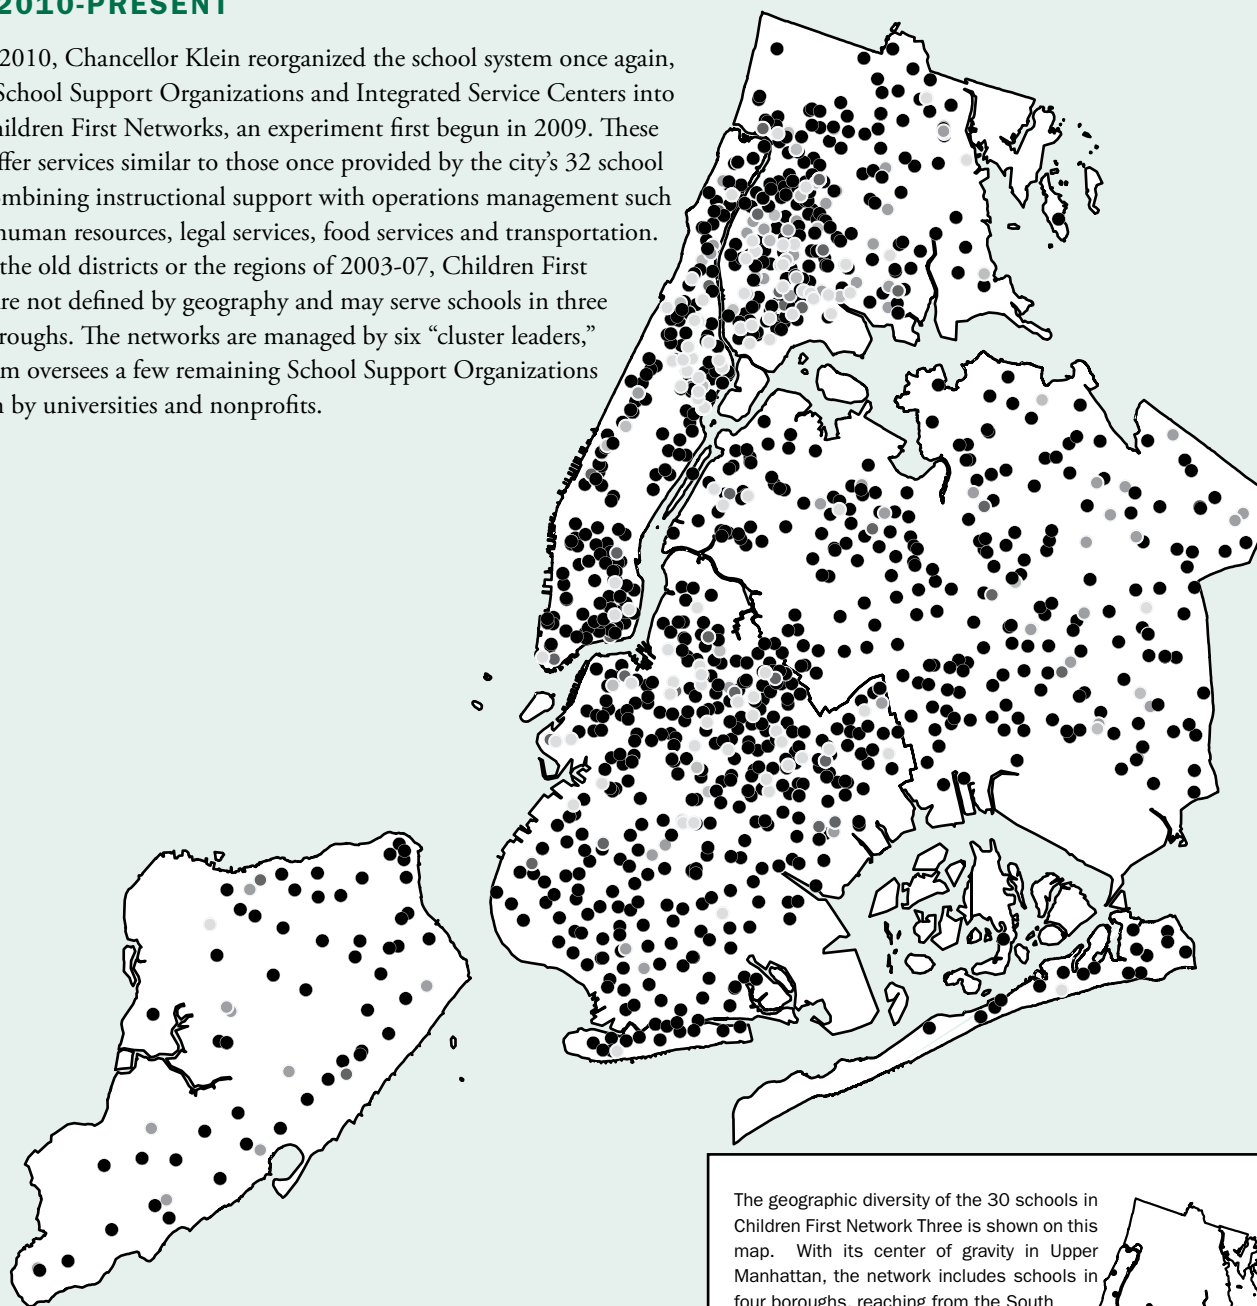 2010-PRESENT
2010, Chancellor Klein reorganized the school system once again,
School Support Organizations and Integrated Service Centers into
hildren First Networks, an experiment first begun in 2009. These
ffer services similar to those once provided by the city’s 32 school
ombining instructional support with operations management such
human resources, legal services, food services and transportation.
the old districts or the regions of 2003-07, Children First
re not defined by geography and may serve schools in three
roughs. The networks are managed by six “cluster leaders,”
m oversees a few remaining School Support Organizations
n by universities and nonprofits.
The geographic diversity of the 30 schools in
Children First Network Three is shown on this
map. With its center of gravity in Upper
Manhattan, the network includes schools in
four boroughs, reaching from the South